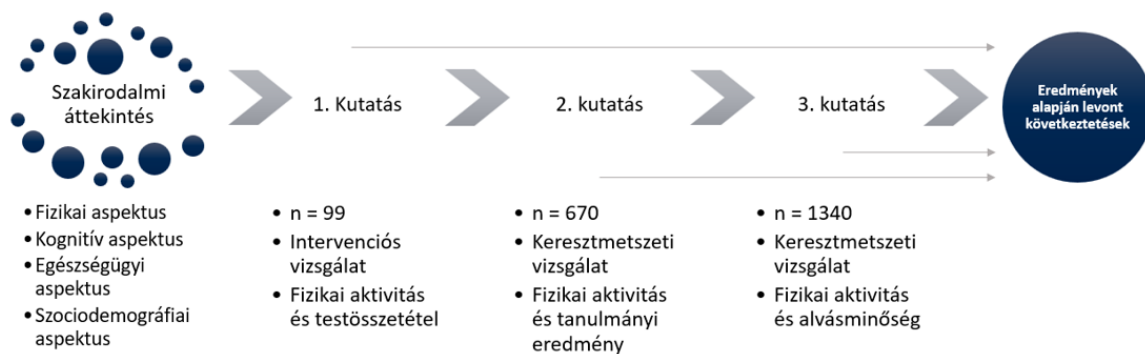 Szakirodalmi
áttekintés
1. Kutatás
2. kutatás
3. kutatás
Eredmények
alapján levont
következtetések
• Fizikai aspektus
• Kognitív aspektus
• Egészségügyi
aspektus
• Szociodemográfiai
aspektus
• n = 99
• Intervenciós
vizsgálat
• Fizikai aktivitás
és testösszetétel
• n = 670
• Keresztmetszeti
vizsgálat
• Fizikai aktivitás
és tanulmányi
eredmény
• n = 1340
• Keresztmetszeti
vizsgálat
• Fizikai aktivitás
és alvásminőség